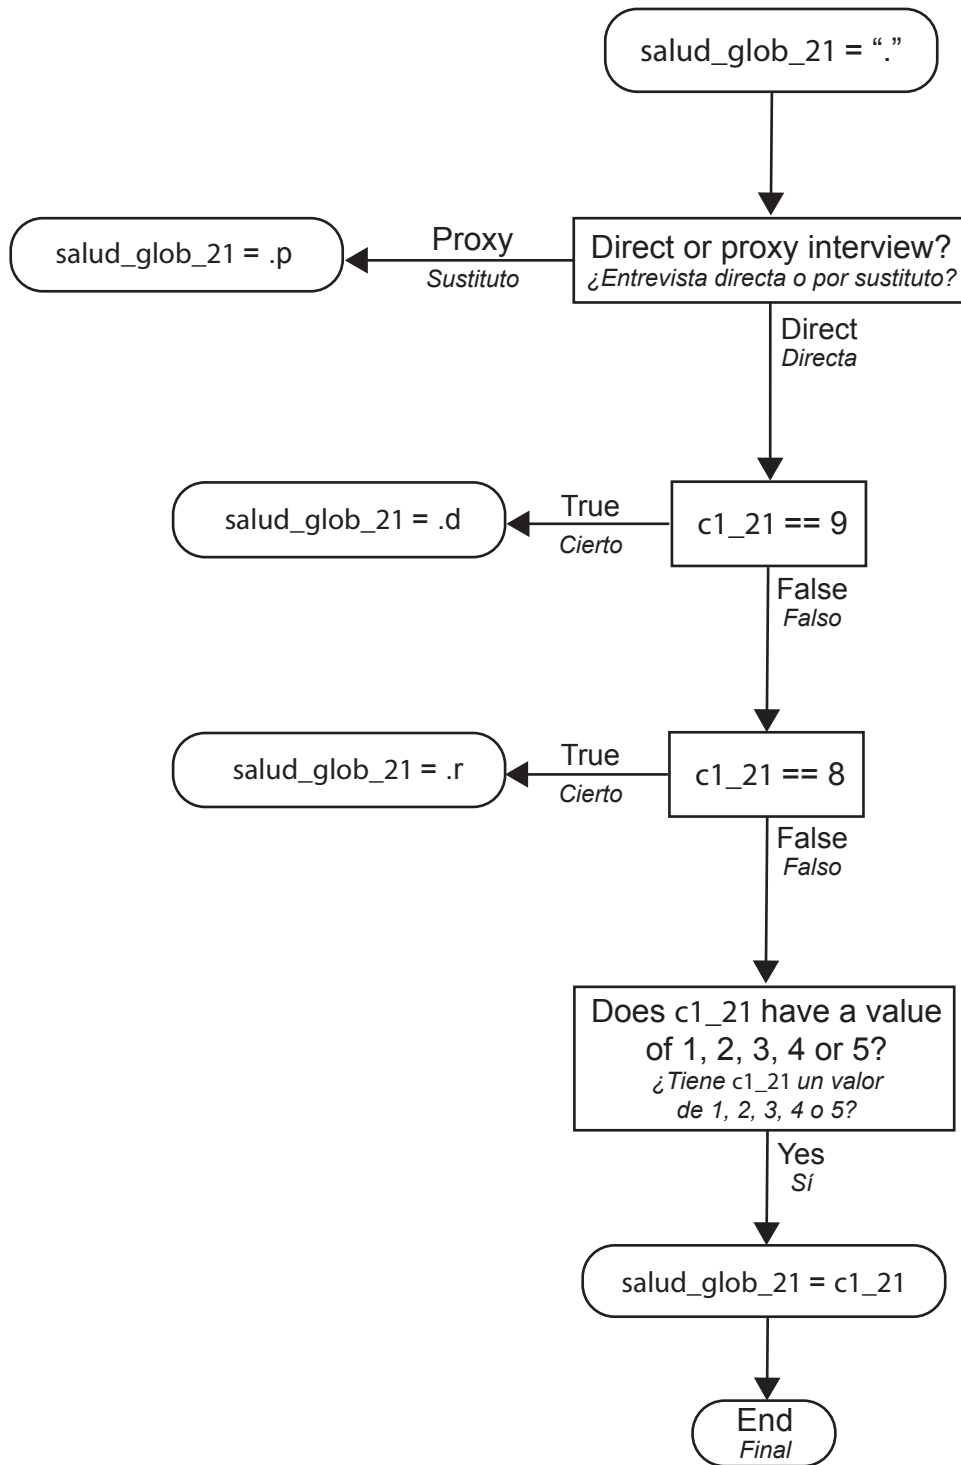 salud_glob_21 = “.”
Direct or proxy interview?
¿Entrevista directa o por sustituto?
Proxy
Sustituto
salud_glob_21 = .p
Direct
Directa
c1_21 == 9
True
Cierto
salud_glob_21 = .d
False
Falso
c1_21 == 8
True
Cierto
salud_glob_21 = .r
False
Falso
Does c1_21 have a value
of 1, 2, 3, 4 or 5?
¿Tiene c1_21 un valor
de 1, 2, 3, 4 o 5?
Yes
Sí
salud_glob_21 = c1_21
End
Final